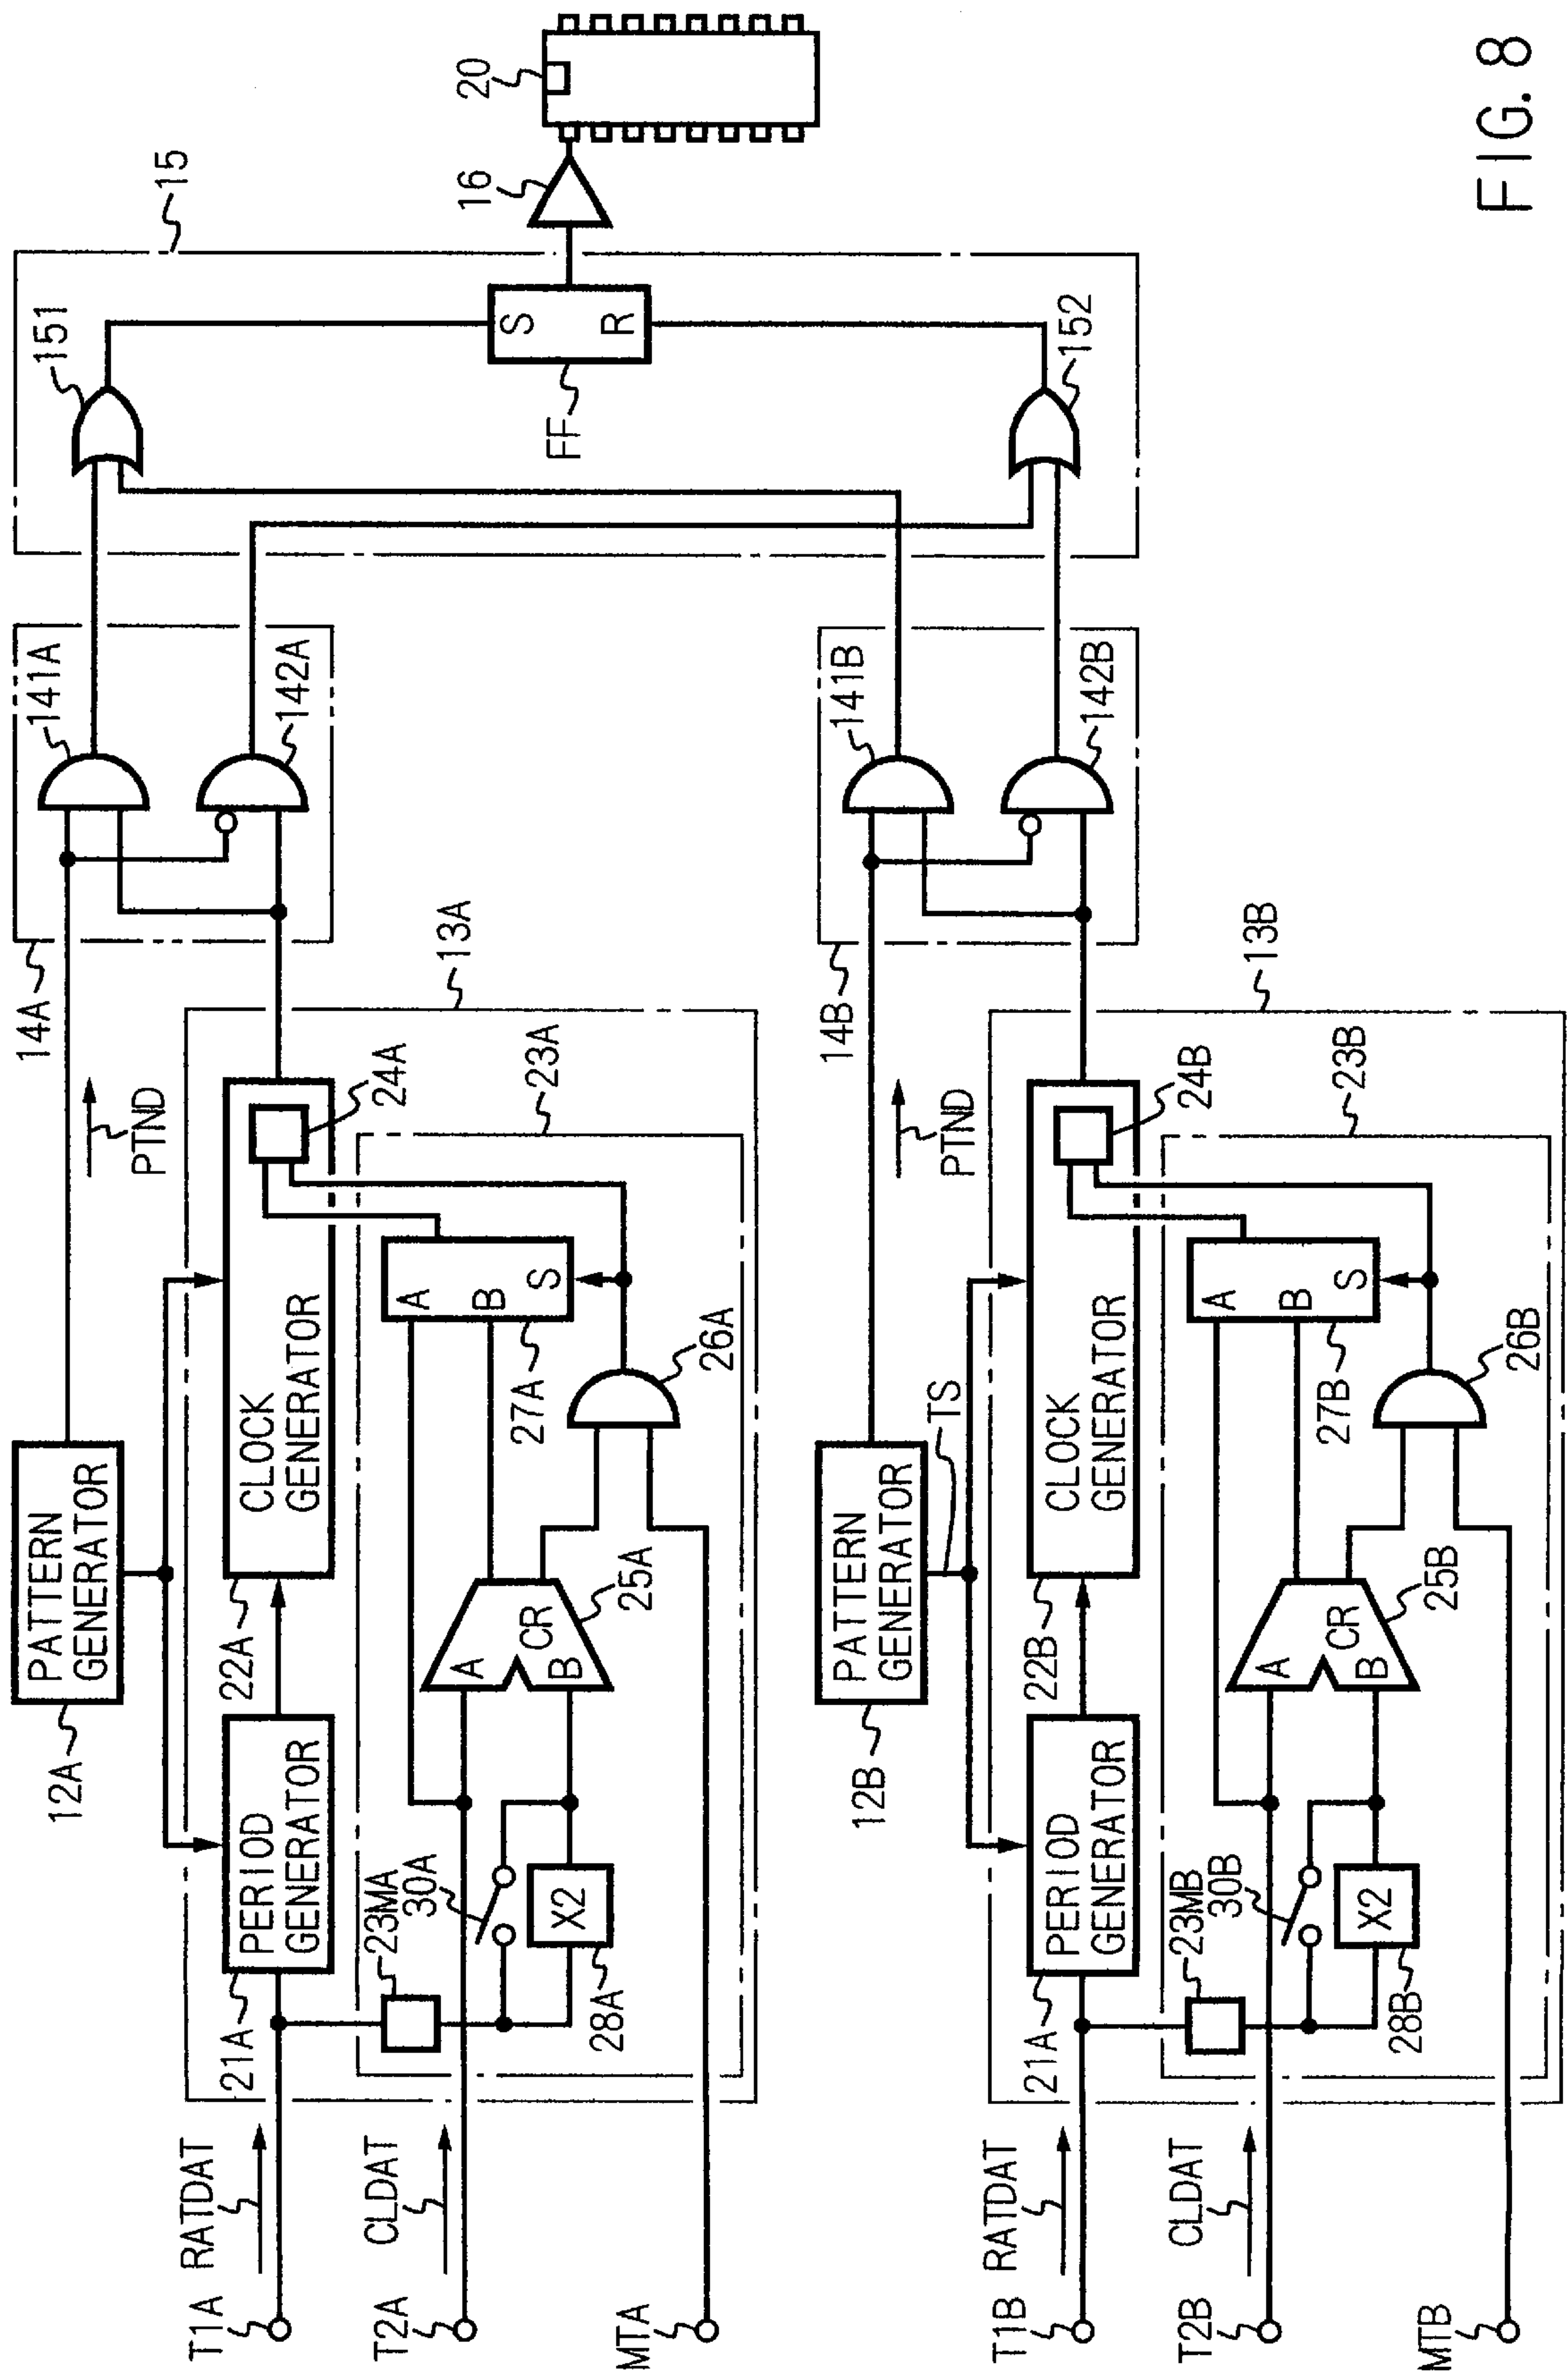 FIG. 8
12A
PATTERN
GENERATOR
PTND
14A
141A
142A
15
151
S
R
FF
152
16
20
T1A
RATDAT
21A
PERIOD
GENERATOR
22A
CLOCK
GENERATOR
24A
13A
T2A
CLDAT
23MA
30A
X2
28A
A
B
CR
25A
A
B
S
27A
26A
23A
MTA
12B
PATTERN
GENERATOR
TS
PTND
14B
141B
142B
T1B
RATDAT
21A
PERIOD
GENERATOR
22B
CLOCK
GENERATOR
24B
13B
T2B
CLDAT
23MB
30B
X2
28B
A
B
CR
25B
A
B
S
27B
26B
23B
MTB